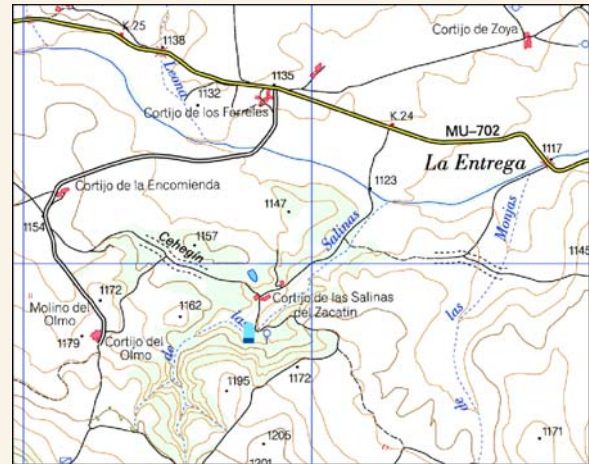 K.25
1138
Leona
1132
1135
Cortijo de Zoya
Cortijo de los Ferreles
K.24
MU-702
1117
La Entrega
Cortijo de la Encomienda
1123
1147
1154
Salinas
Monjas
1157
Cehegín
1145
1172
1162
Cortijo de las Salinas
del Zacatín
Molino del
Olmo
las
las
1179
Cortijo del
Olmo
de
1172
1195
de
1205
1171
1201